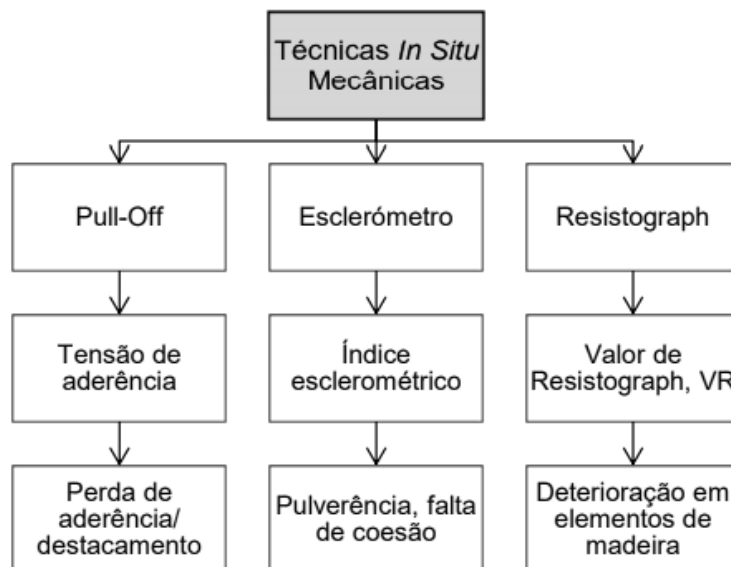 Técnicas In Situ
Mecânicas
Pull-Off
Esclerómetro
Resistograph
Tensão de
aderência
Índice
esclerométrico
Valor de
Resistograph, VR
Perda de
aderência/
destacamento
Pulverência, falta
de coesão
Deterioração em
elementos de
madeira